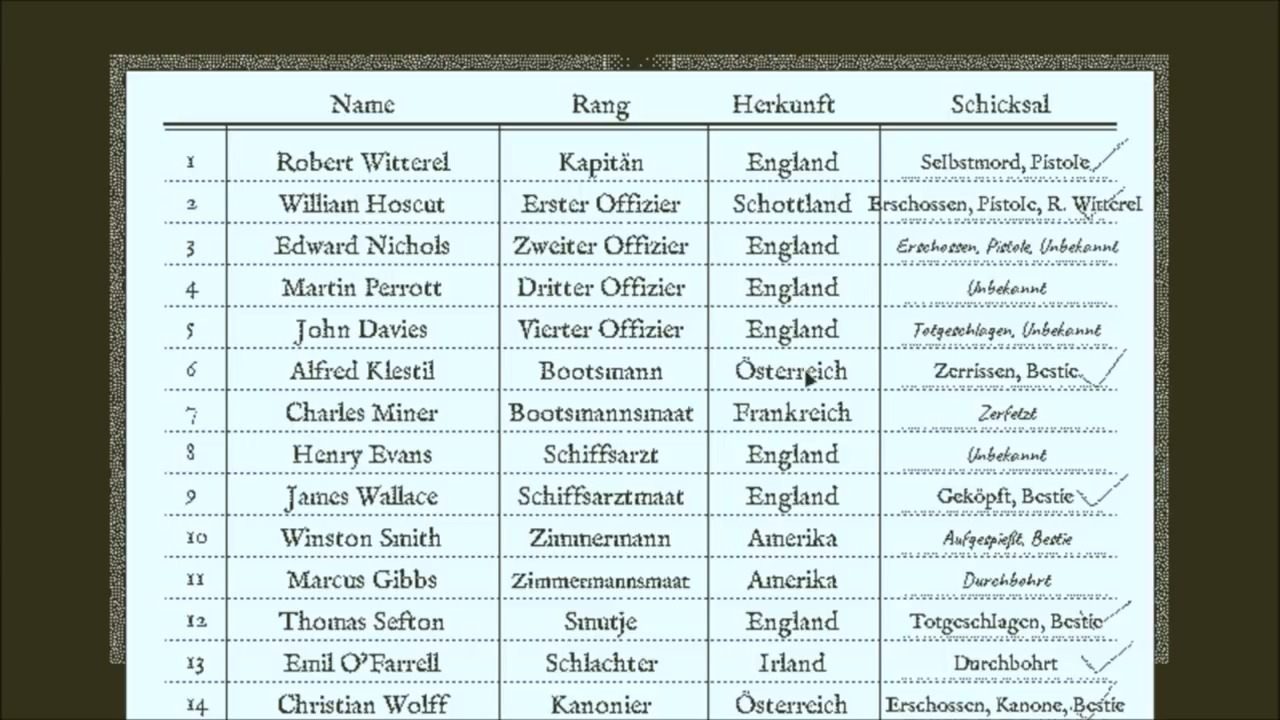 Name Rang Herkunft Schicksal
1 Robert Witterel Kapitän England Selbstmord, Pistole
2 William Hoscut Erster Offizier Schottland Erschossen, Pistole, R. Witterel
3 Edward Nichols Zweiter Offizier England Erschossen, Pistole, Unbekannt
4 Martin Perrott Dritter Offizier England Unbekannt
5 John Davies Vierter Offizier England Totgeschlagen, Unbekannt
6 Alfred Klestil Bootsmann Österreich Zerrissen, Bestie
7 Charles Miner Bootsmannsmaat Frankreich Zerfetzt
8 Henry Evans Schiffsarzt England Unbekannt
9 James Wallace Schiffsarztmaat England Geköpft, Bestie
10 Winston Smith Zimmermann Amerika Aufgespießt, Bestie
11 Marcus Gibbs Zimmermannsmaat Amerika Durchbohrt
12 Thomas Sefton Smutje England Totgeschlagen, Bestie
13 Emil O'Farrell Schlachter Irland Durchbohrt
14 Christian Wolff Kanonier Österreich Erschossen, Kanone, Bestie